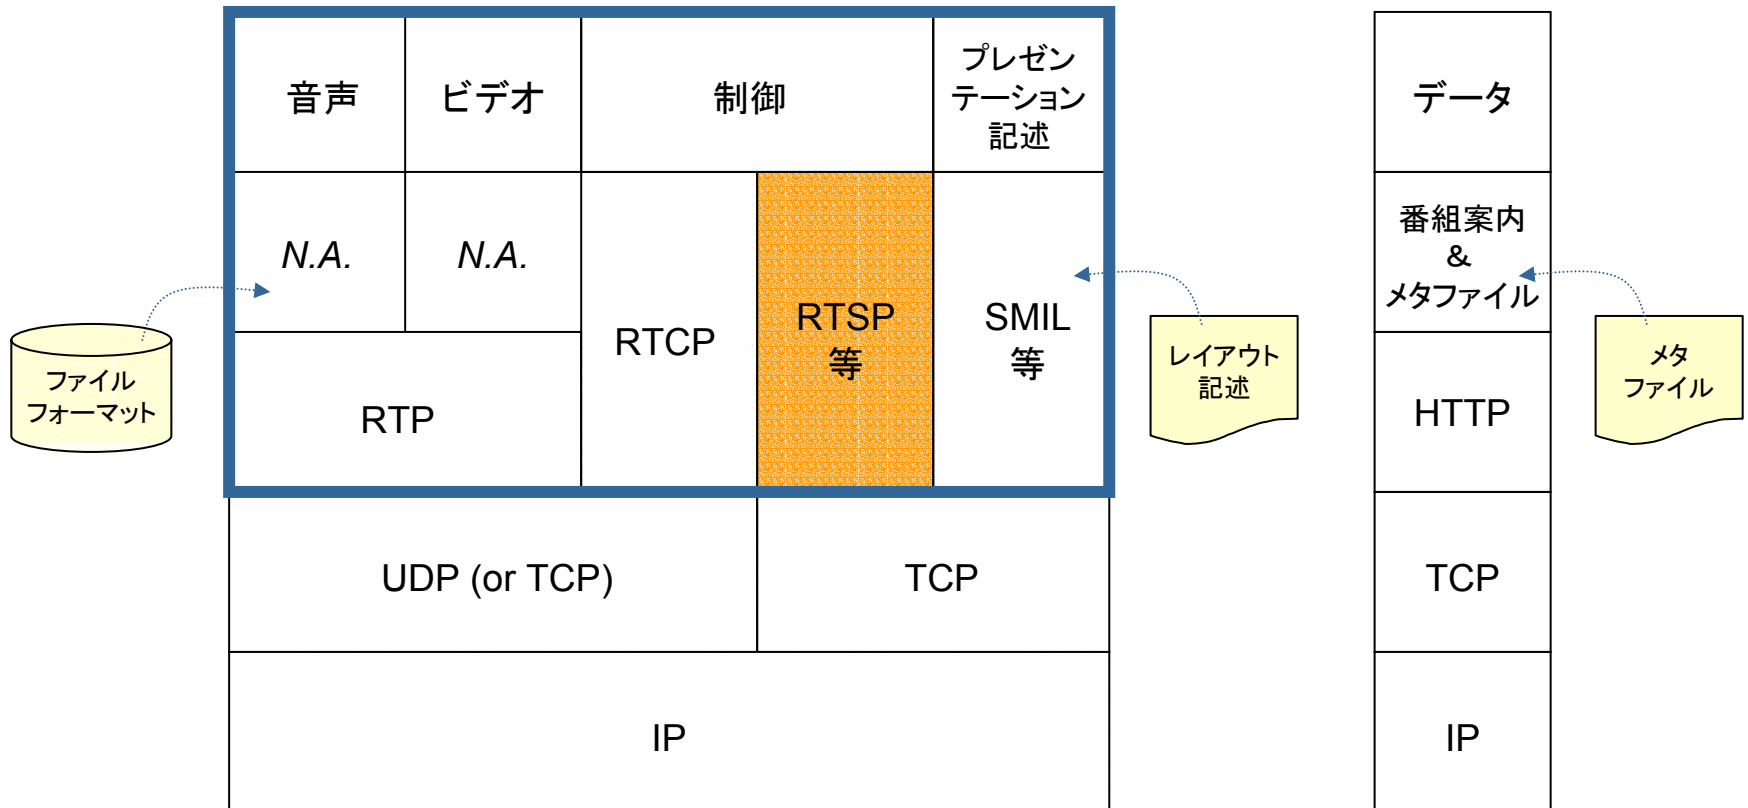 音声
ビデオ
制御
プレゼン
テーション
記述
N.A.
N.A.
RTCP
RTSP
等
SMIL
等
RTP
UDP (or TCP)
TCP
IP
ファイル
フォーマット
レイアウト
記述
データ
番組案内
&
メタファイル
HTTP
TCP
IP
メタ
ファイル